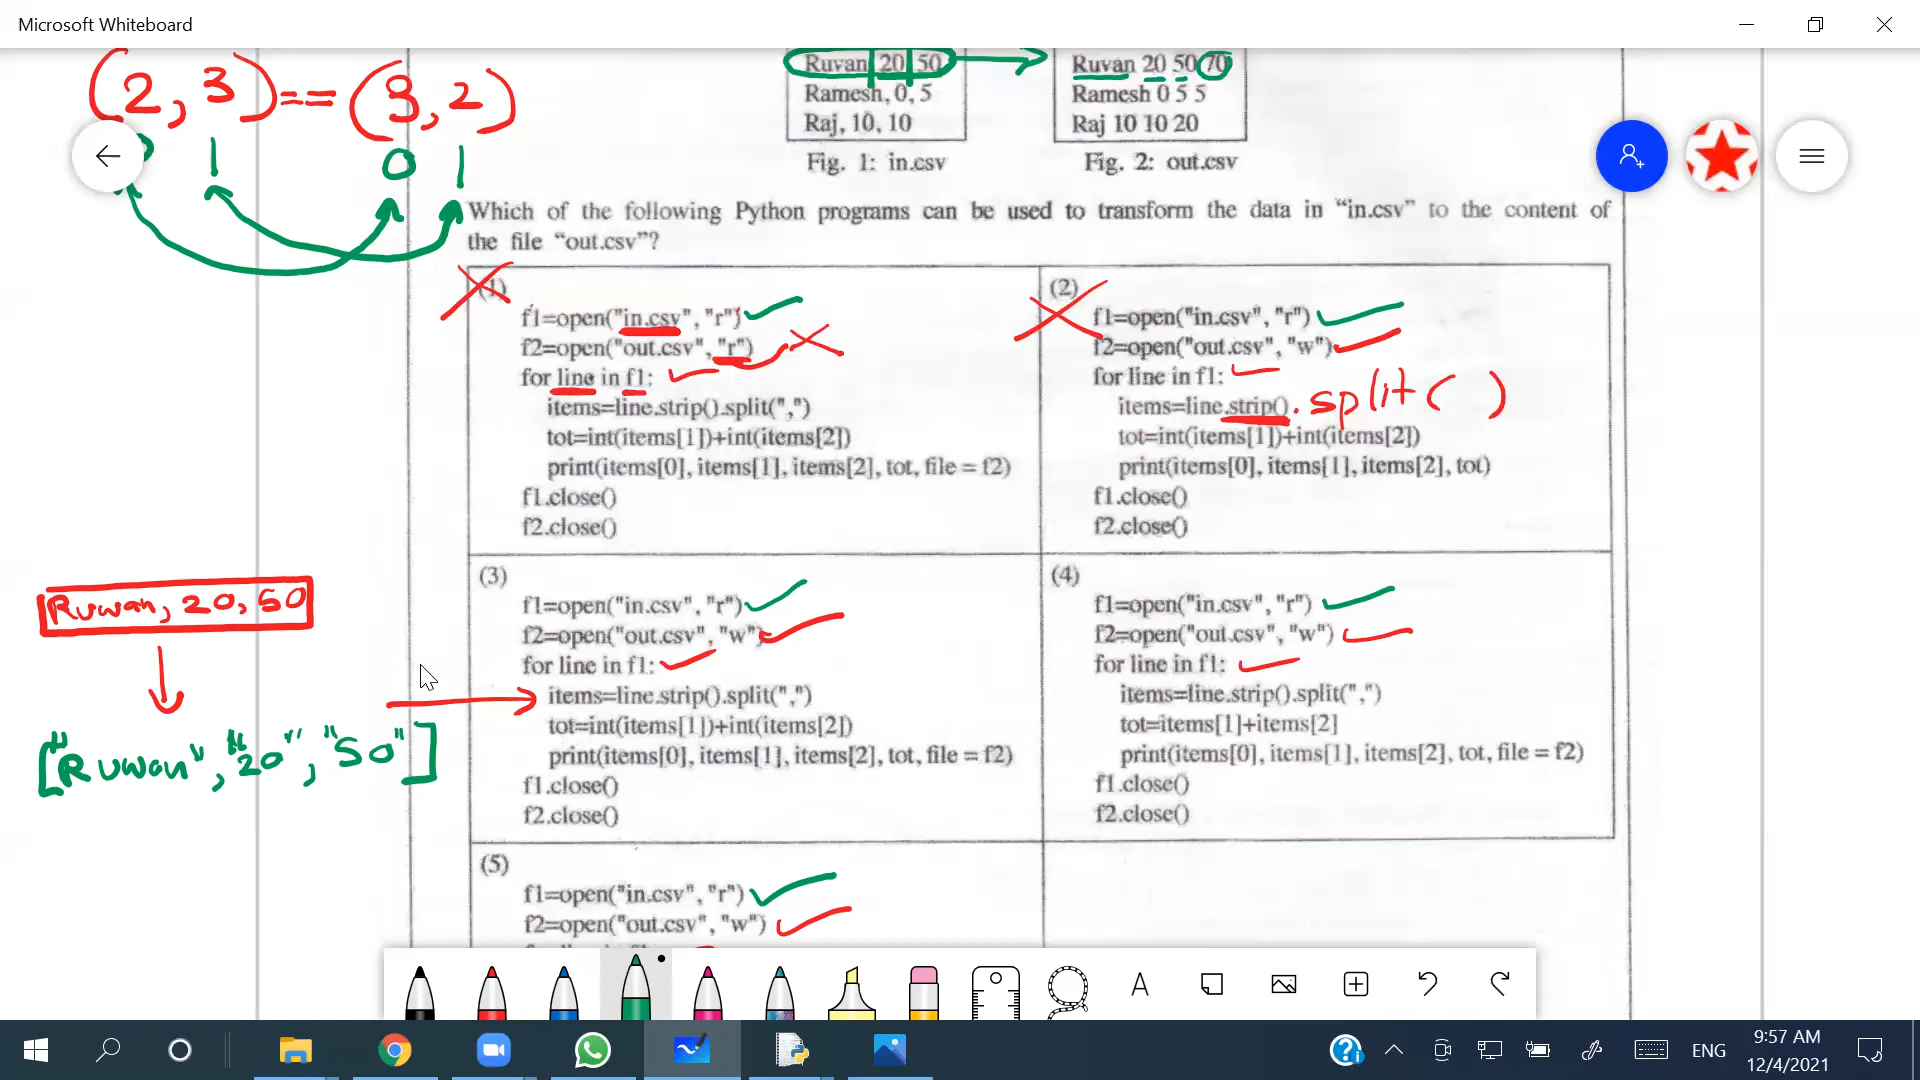 Microsoft Whiteboard
(2, 3) == (3, 2)
1 0 1
Ruvan 20 50
Ramesh, 0, 5
Raj, 10, 10
Fig. 1: in.csv
Ruvan 20 50 70
Ramesh 0 5 5
Raj 10 10 20
Fig. 2: out.csv
Which of the following Python programs can be used to transform the data in “in.csv” to the content of
the file “out.csv”?
(1)
f1=open("in.csv", "r")
f2=open("out.csv", "r")
for line in f1:
items=line.strip().split(",")
tot=int(items[1])+int(items[2])
print(items[0], items[1], items[2], tot, file = f2)
f1.close()
f2.close()
(2)
f1=open("in.csv", "r")
f2=open("out.csv", "w")
for line in f1:
items=line.strip() .split( )
tot=int(items[1])+int(items[2])
print(items[0], items[1], items[2], tot)
f1.close()
f2.close()
Ruwan, 20, 50
["Ruwan", "20", "50"]
(3)
f1=open("in.csv", "r")
f2=open("out.csv", "w")
for line in f1:
items=line.strip().split(",")
tot=int(items[1])+int(items[2])
print(items[0], items[1], items[2], tot, file = f2)
f1.close()
f2.close()
(4)
f1=open("in.csv", "r")
f2=open("out.csv", "w")
for line in f1:
items=line.strip().split(",")
tot=items[1]+items[2]
print(items[0], items[1], items[2], tot, file = f2)
f1.close()
f2.close()
(5)
f1=open("in.csv", "r")
f2=open("out.csv", "w")
ENG
9:57 AM
12/4/2021